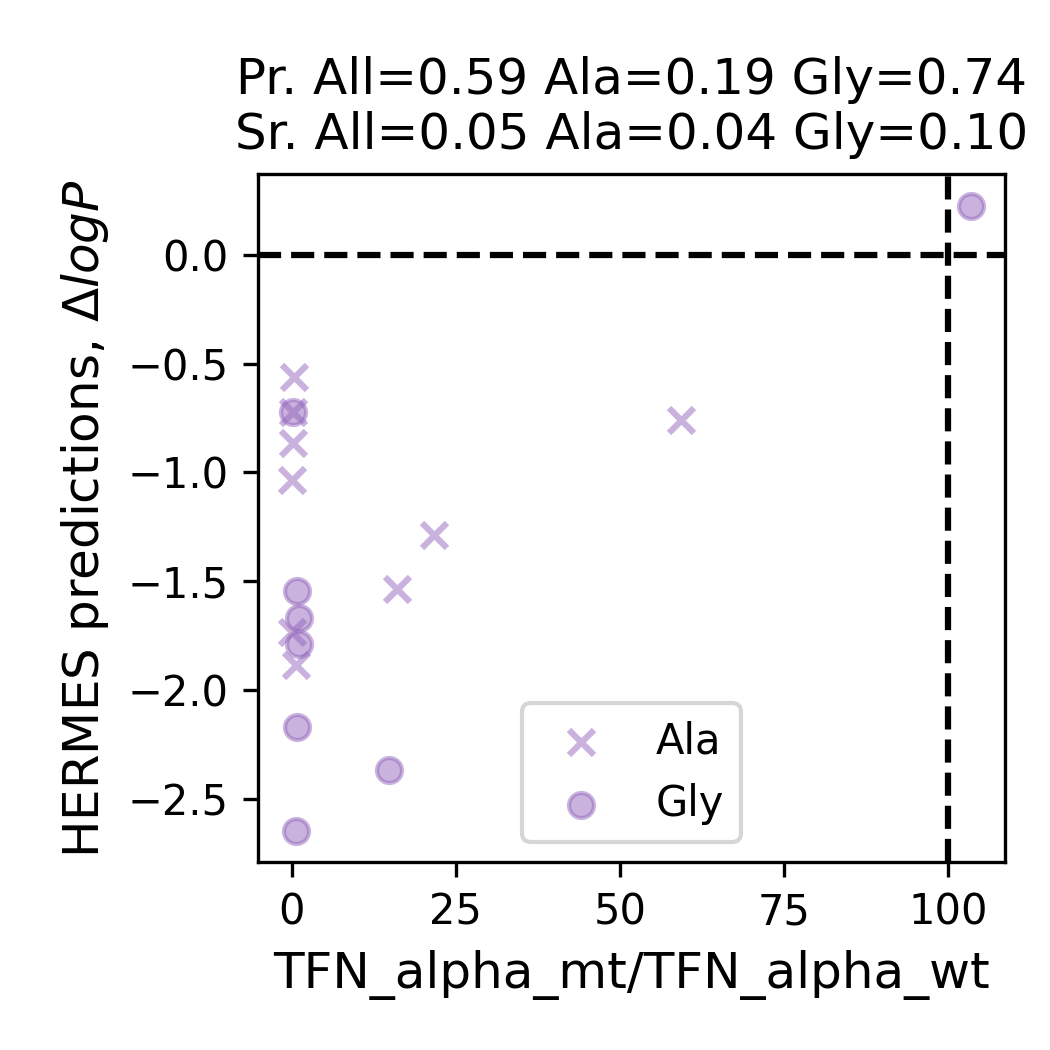 Pr. All=0.59 Ala=0.19 Gly=0.74
Sr. All=0.05 Ala=0.04 Gly=0.10
HERMES predictions, ΔlogP
0.0
−0.5
−1.0
−1.5
−2.0
−2.5
Ala
Gly
0 25 50 75 100
TFN_alpha_mt/TFN_alpha_wt